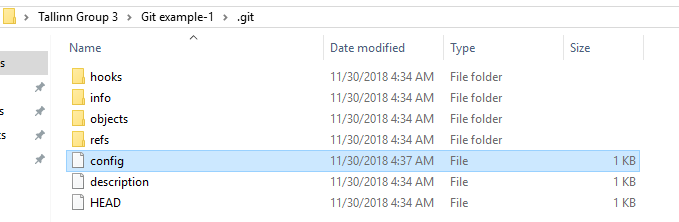 Tallinn Group 3 > Git example-1 > .git
Name Date modified Type Size
hooks 11/30/2018 4:34 AM File folder
info 11/30/2018 4:34 AM File folder
objects 11/30/2018 4:34 AM File folder
refs 11/30/2018 4:34 AM File folder
config 11/30/2018 4:37 AM File 1 KB
description 11/30/2018 4:34 AM File 1 KB
HEAD 11/30/2018 4:34 AM File 1 KB